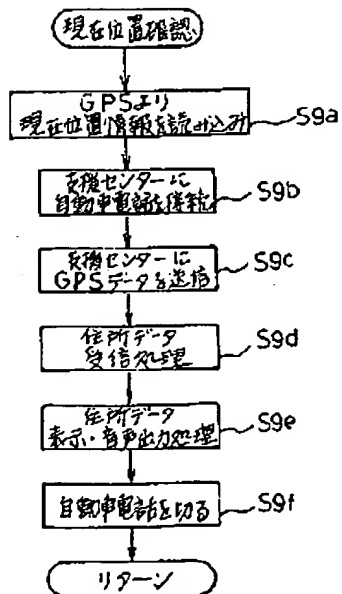 現在位置確認
GPSより
現在位置情報を読み込み
S9a
支援センターに
自動車電話を接続
S9b
支援センターに
GPSデータを送信
S9c
住所データ
受信処理
S9d
住所データ
表示・音声出力処理
S9e
自動車電話を切る
S9f
リターン